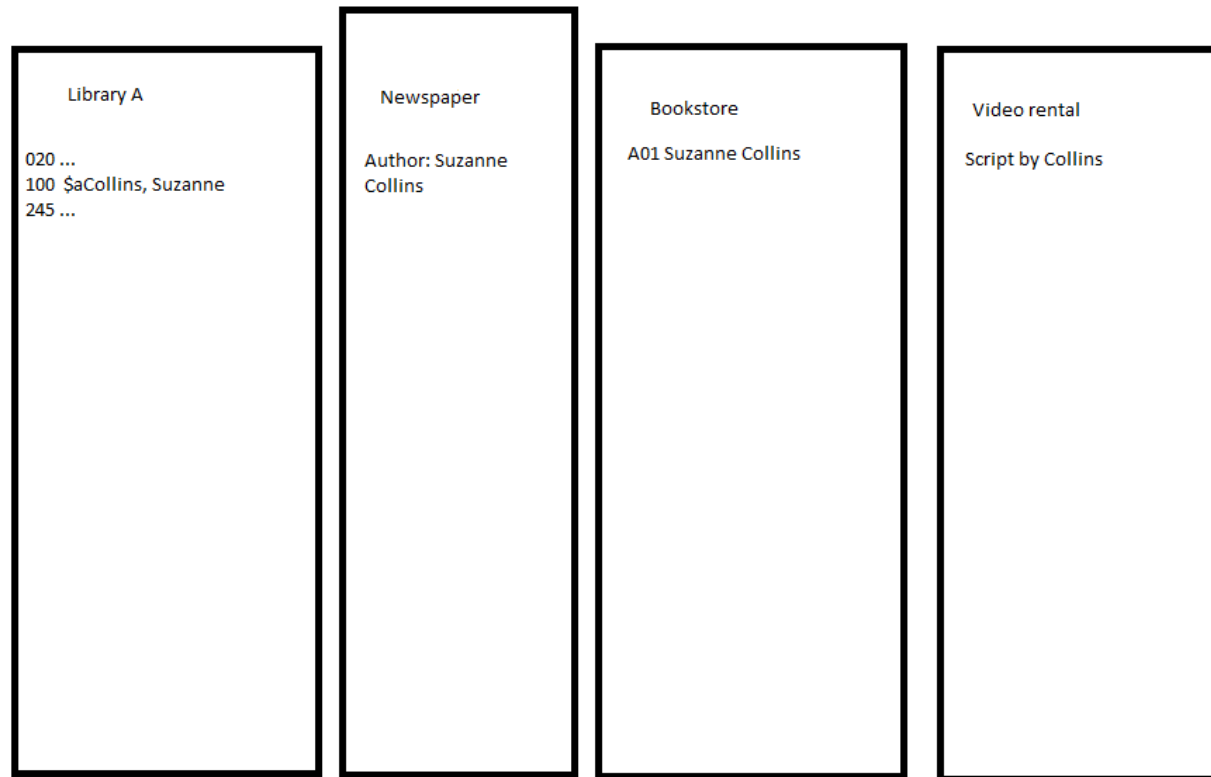 Library A
020 ...
100 $aCollins, Suzanne
245 ...
Newspaper
Author: Suzanne
Collins
Bookstore
A01 Suzanne Collins
Video rental
Script by Collins